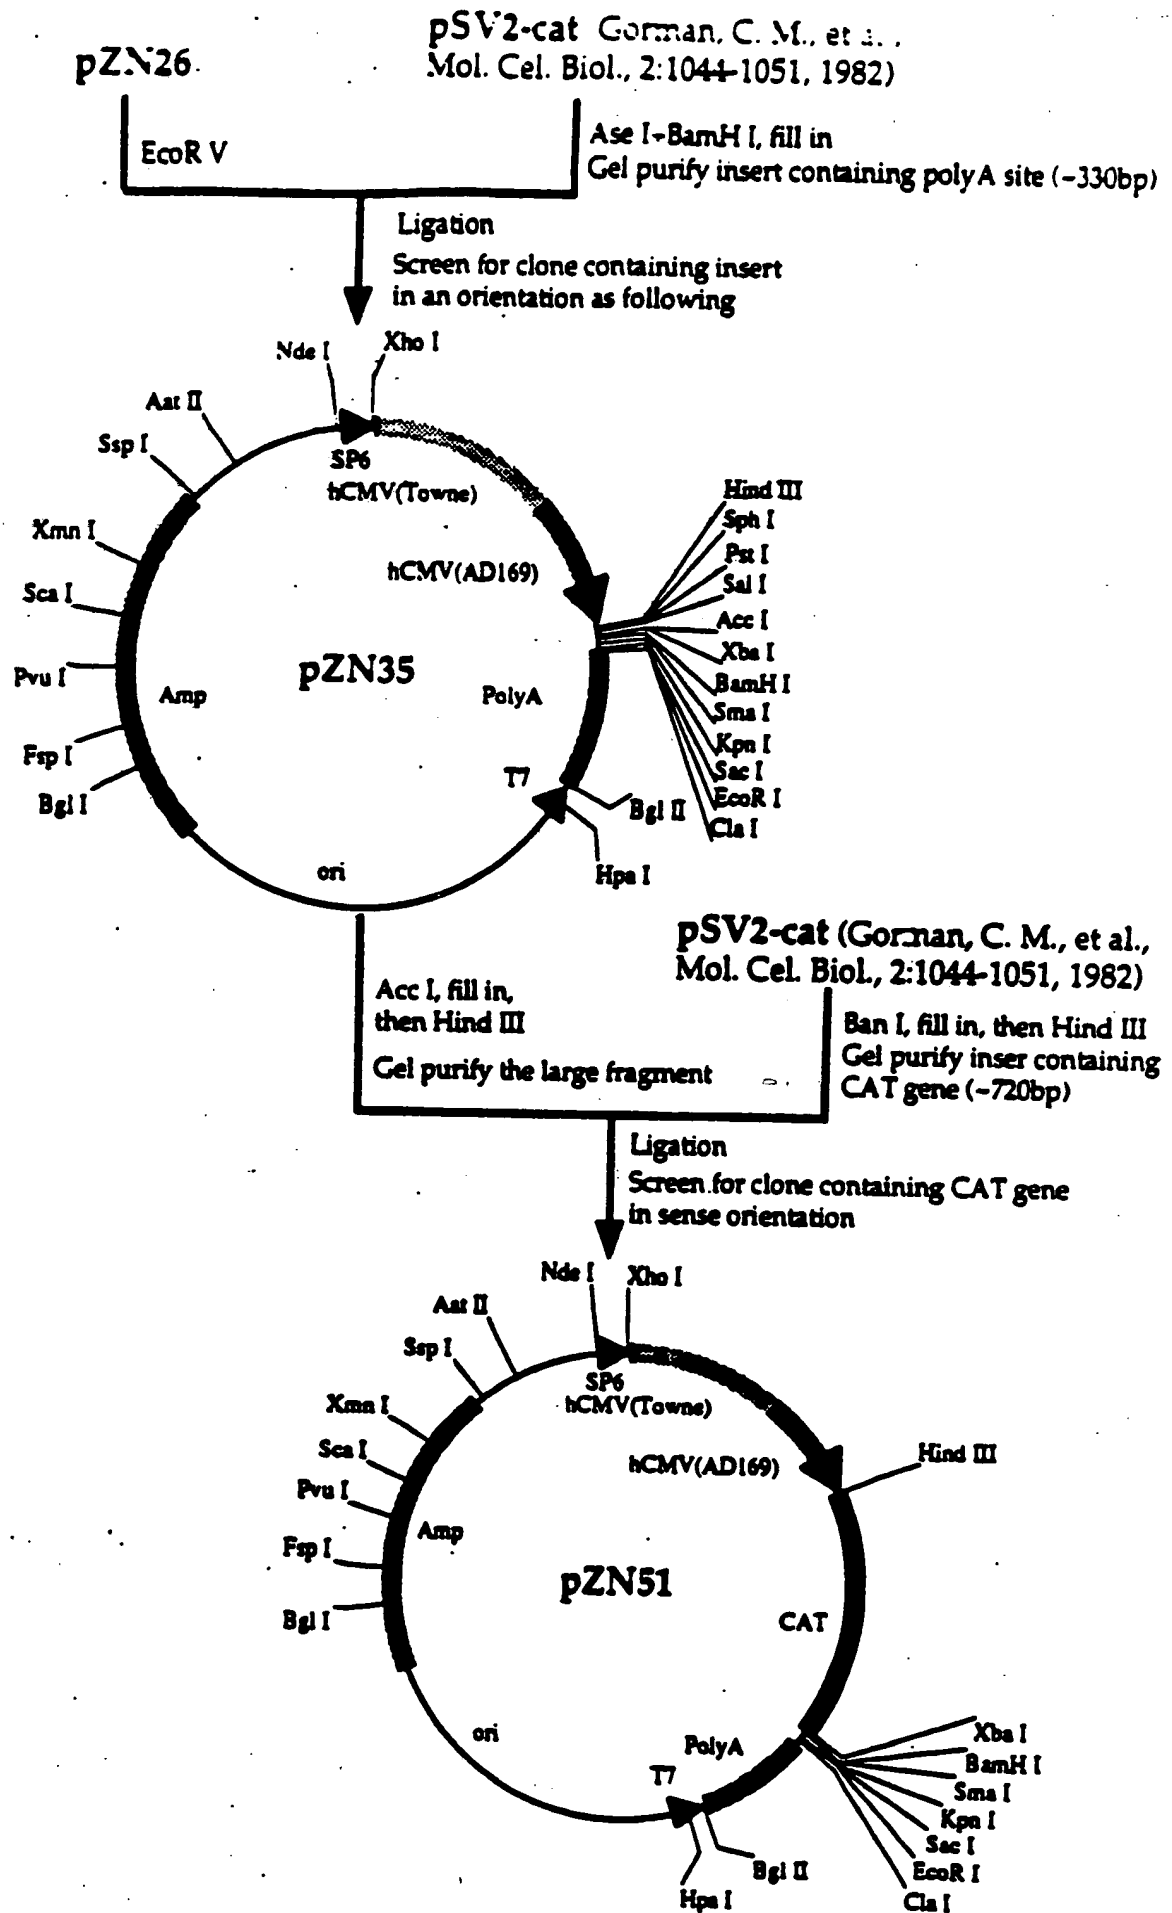 pZN26
pSV2-cat Gorman, C. M., et
Mol. Cel. Biol., 2:1044-1051, 1982)
EcoR V
Ase I-BamH I, fill in
Gel purify insert containing polyA site (~330bp)
Ligation
Screen for clone containing insert
in an orientation as following
Nde I
Xho I
Aat II
Ssp I
SP6
hCMV(Towne)
Xmn I
hCMV(AD169)
Sca I
Hind III
Sph I
Pst I
Sal I
Acc I
Xba I
BamH I
Sma I
Kpn I
Sac I
EcoR I
Cla I
pZN35
Pvu I
Amp
PolyA
Fsp I
T7
Bgl I
Bgl II
ori
Hpa I
pSV2-cat (Gorman, C. M., et al.,
Mol. Cel. Biol., 2:1044-1051, 1982)
Acc I, fill in,
then Hind III
Gel purify the large fragment
Ban I, fill in, then Hind III
Gel purify inser containing
CAT gene (~720bp)
Ligation
Screen for clone containing CAT gene
in sense orientation
Nde I
Xho I
Aat II
Ssp I
SP6
hCMV(Towne)
Xmn I
Sca I
hCMV(AD169)
Hind III
Pvu I
Amp
Fsp I
pZN51
Bgl I
CAT
ori
PolyA
T7
Xba I
BamH I
Sma I
Kpn I
Sac I
EcoR I
Cla I
Bgl II
Hpa I